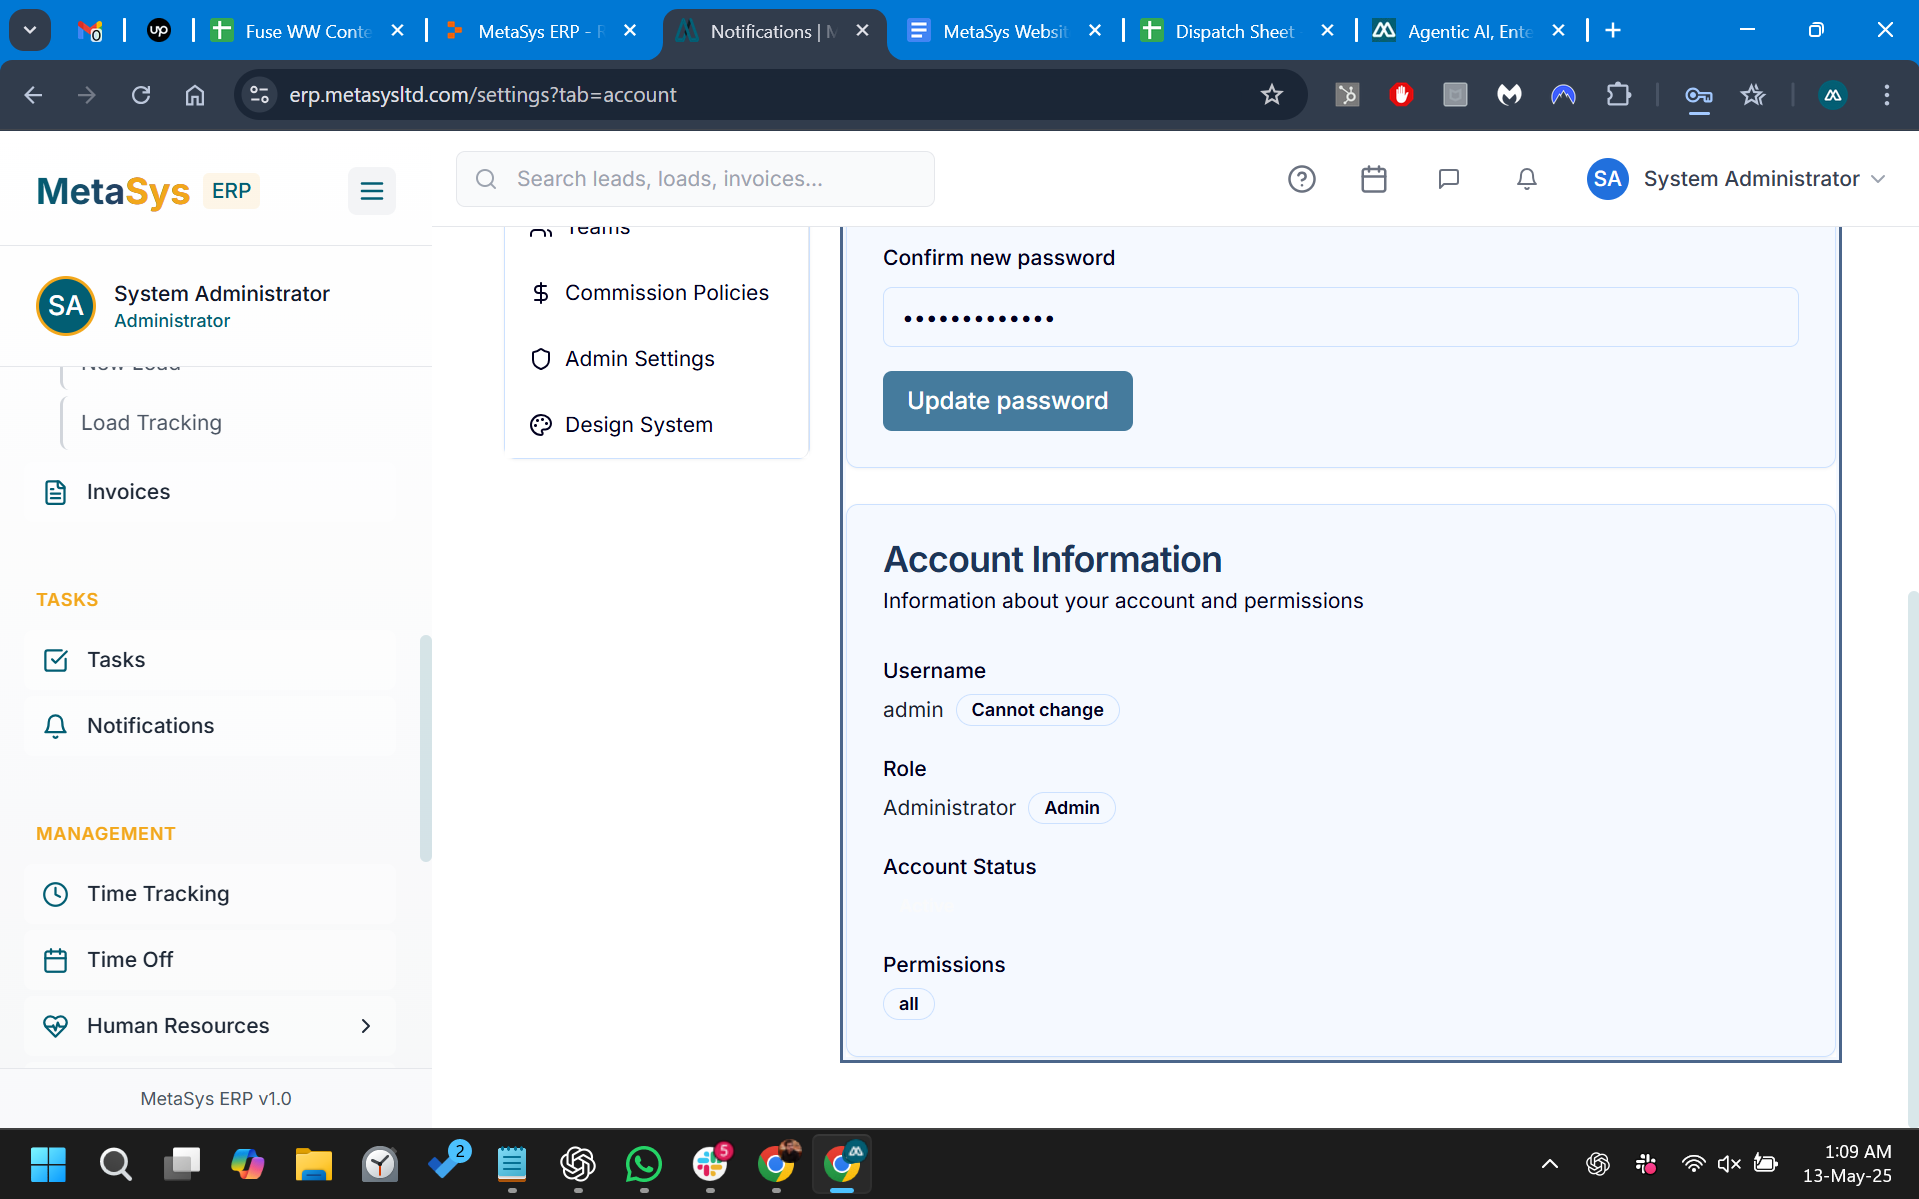 Fuse WW Conte
MetaSys ERP - R
Notifications | M
MetaSys Websit
Dispatch Sheet
Agentic AI, Ente
erp.metasysltd.com/settings?tab=account
MetaSys ERP
Search leads, loads, invoices...
SA System Administrator
SA
System Administrator
Administrator
New Load
Load Tracking
Invoices
TASKS
Tasks
Notifications
MANAGEMENT
Time Tracking
Time Off
Human Resources
MetaSys ERP v1.0
Teams
Commission Policies
Admin Settings
Design System
Confirm new password
•••••••••••••
Update password
Account Information
Information about your account and permissions
Username
admin Cannot change
Role
Administrator Admin
Account Status
Permissions
all
2
5
1:09 AM
13-May-25